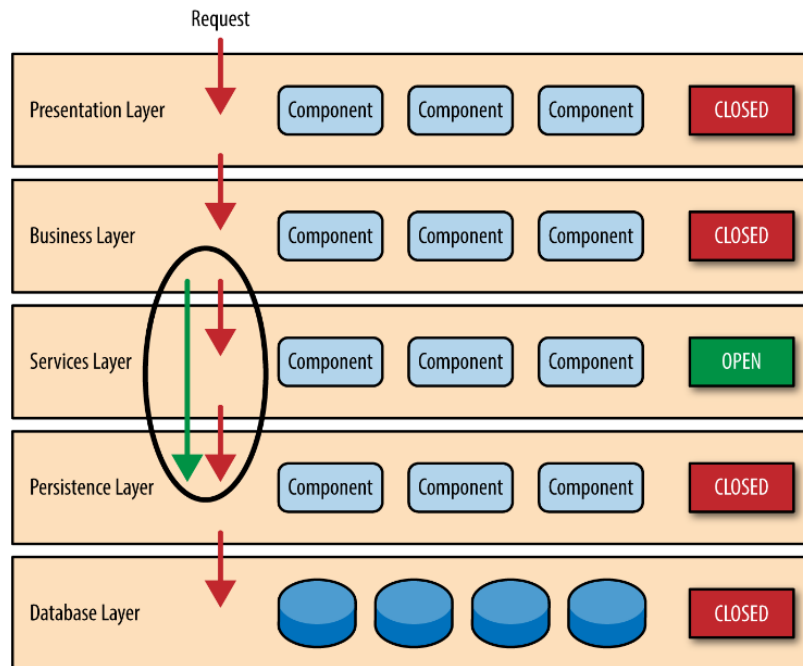 Request
Presentation Layer Component Component Component CLOSED
Business Layer Component Component Component CLOSED
Services Layer Component Component Component OPEN
Persistence Layer Component Component Component CLOSED
Database Layer CLOSED